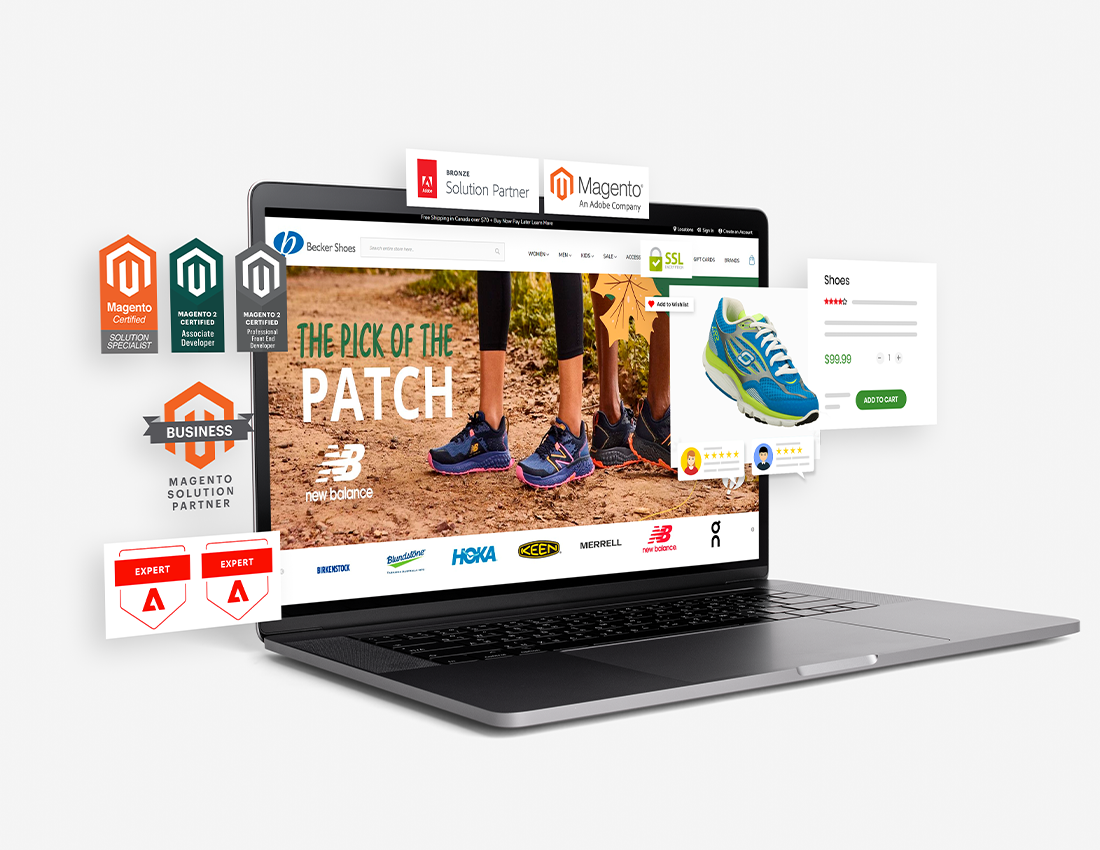 BRONZE
Solution Partner
Adobe
Magento®
An Adobe Company
Free Shipping in Canada over $70 + Buy Now Pay Later Learn More
Locations
Sign In
Create an Account
Becker Shoes
Search entire store here...
WOMEN
MEN
KIDS
SALE
ACCESS
SSL
GIFT CARDS
BRANDS
Magento
Certified
SOLUTION
SPECIALIST
MAGENTO 2
CERTIFIED
Associate
Developer
MAGENTO 2
CERTIFIED
Professional
Front End
Developer
THE PICK OF THE
PATCH
new balance
Add to Wishlist
Shoes
$99.99
- 1 +
ADD TO CART
BUSINESS
MAGENTO
SOLUTION
PARTNER
EXPERT
EXPERT
BIRKENSTOCK
Blundstone
HOKA
KEEN
MERRELL
new balance
on